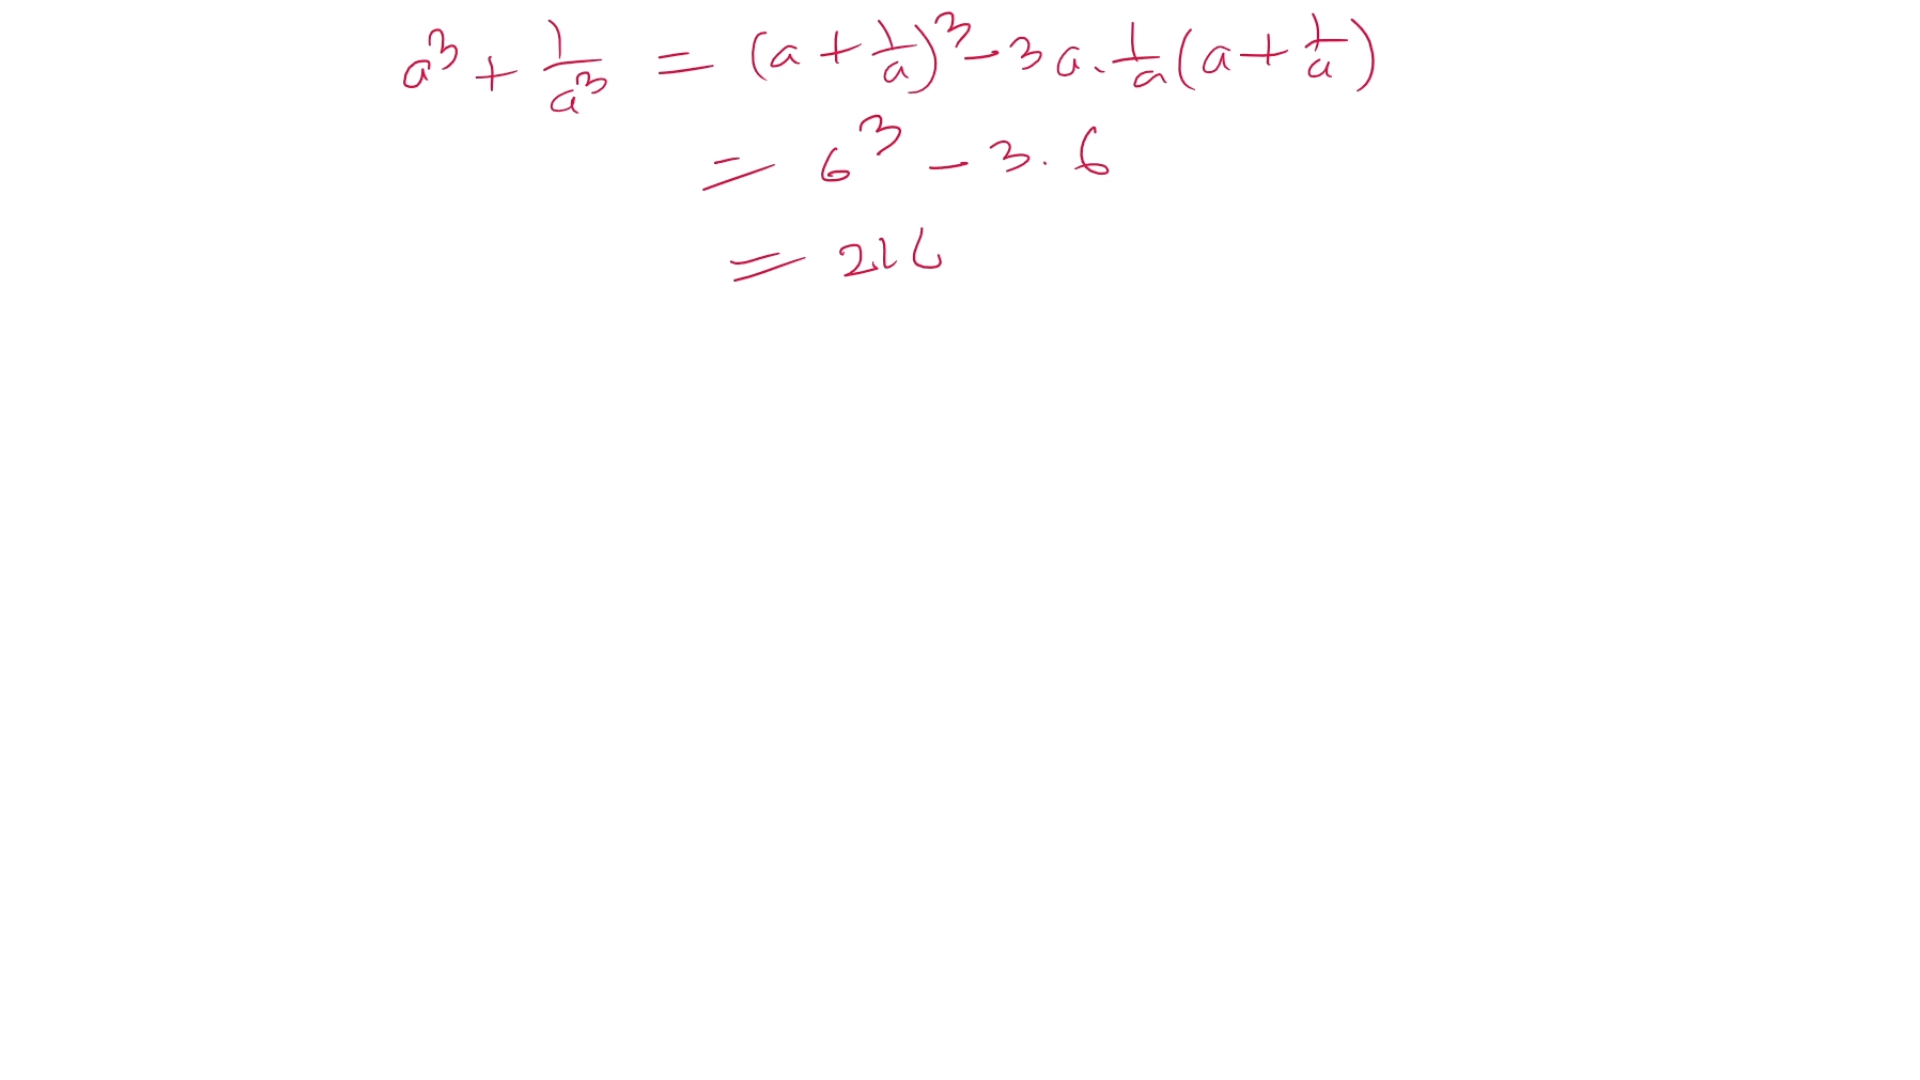 a³ + 1/a³ = (a + 1/a)³ - 3a · 1/a (a + 1/a)
= 6³ - 3 · 6
= 216